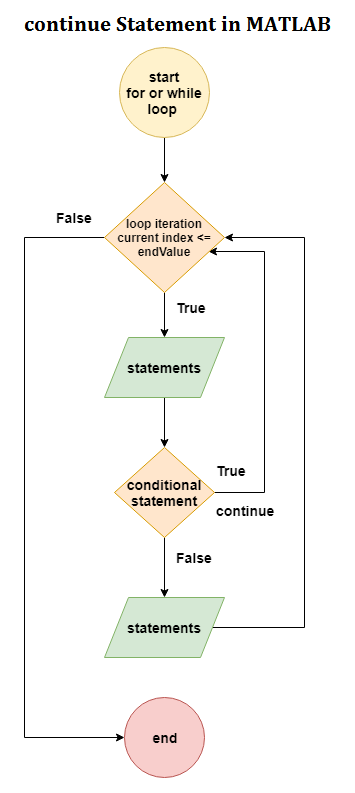 continue Statement in MATLAB
start
for or while
loop
False
loop iteration
current index <=
endValue
True
statements
True
conditional
statement
continue
False
statements
end